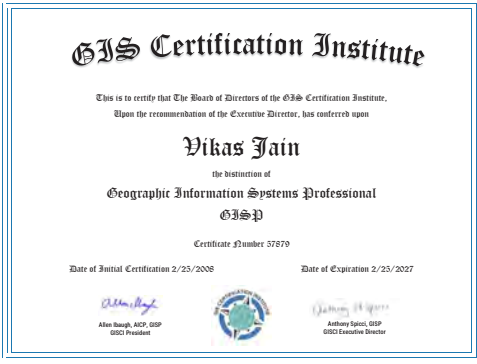 GIS Certification Institute
This is to certify that The Board of Directors of the GIS Certification Institute,
Upon the recommendation of the Executive Director, has conferred upon
Vikas Jain
the distinction of
Geographic Information Systems Professional
GISP
Certificate Number 57879
Date of Initial Certification 2/25/2008
Date of Expiration 2/25/2027
GIS CERTIFICATION INSTITUTE
Allen Ibaugh, AICP, GISP
GISCI President
Anthony Spicci, GISP
GISCI Executive Director